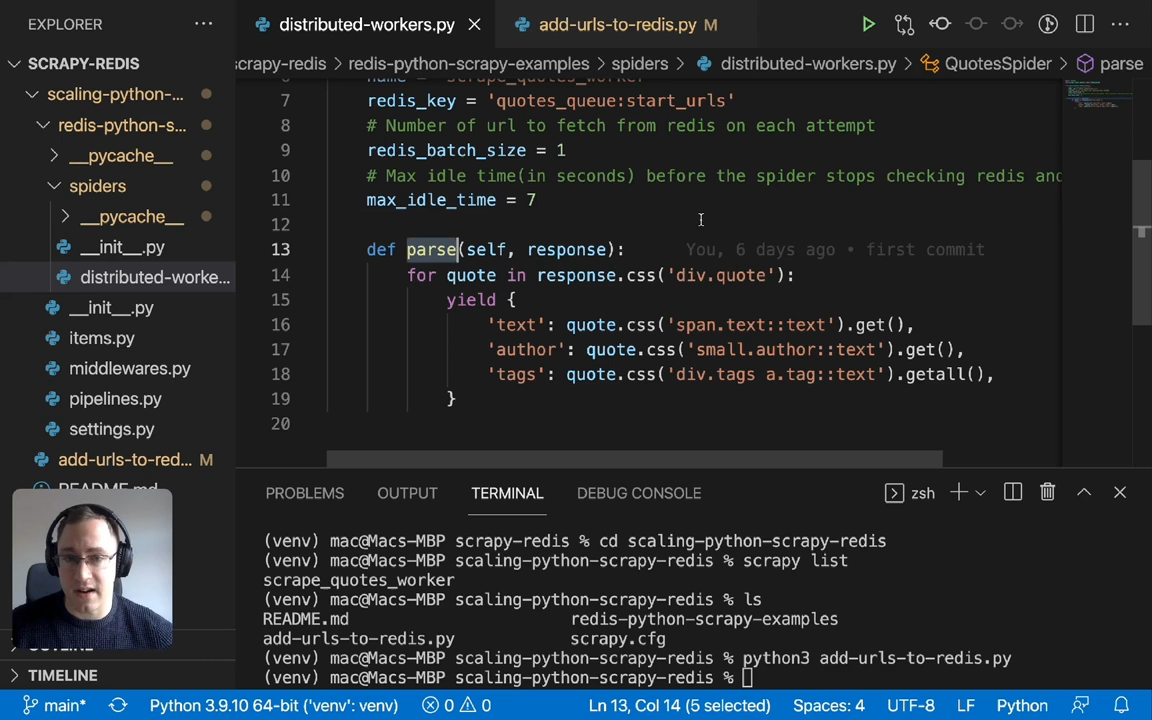 EXPLORER
distributed-workers.py
add-urls-to-redis.py M
SCRAPY-REDIS
scrapy-redis > redis-python-scrapy-examples > spiders > distributed-workers.py > QuotesSpider > parse
scaling-python-...
redis-python-s...
__pycache__
spiders
__pycache__
__init__.py
distributed-worke...
__init__.py
items.py
middlewares.py
pipelines.py
settings.py
add-urls-to-red... M
README.md
OUTLINE
TIMELINE
7 redis_key = 'quotes_queue:start_urls'
8 # Number of url to fetch from redis on each attempt
9 redis_batch_size = 1
10 # Max idle time(in seconds) before the spider stops checking redis and
11 max_idle_time = 7
12
13 def parse(self, response): You, 6 days ago • first commit
14 for quote in response.css('div.quote'):
15 yield {
16 'text': quote.css('span.text::text').get(),
17 'author': quote.css('small.author::text').get(),
18 'tags': quote.css('div.tags a.tag::text').getall(),
19 }
20
PROBLEMS OUTPUT TERMINAL DEBUG CONSOLE zsh
(venv) mac@Macs-MBP scrapy-redis % cd scaling-python-scrapy-redis
(venv) mac@Macs-MBP scaling-python-scrapy-redis % scrapy list
scrape_quotes_worker
(venv) mac@Macs-MBP scaling-python-scrapy-redis % ls
README.md redis-python-scrapy-examples
add-urls-to-redis.py scrapy.cfg
(venv) mac@Macs-MBP scaling-python-scrapy-redis % python3 add-urls-to-redis.py
(venv) mac@Macs-MBP scaling-python-scrapy-redis %
main* Python 3.9.10 64-bit ('venv': venv) 0 0 Ln 13, Col 14 (5 selected) Spaces: 4 UTF-8 LF Python